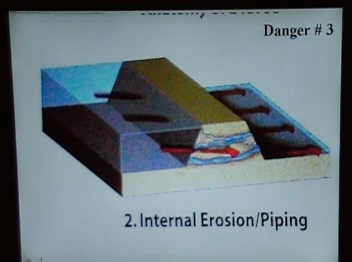 Danger # 3
2. Internal Erosion/Piping